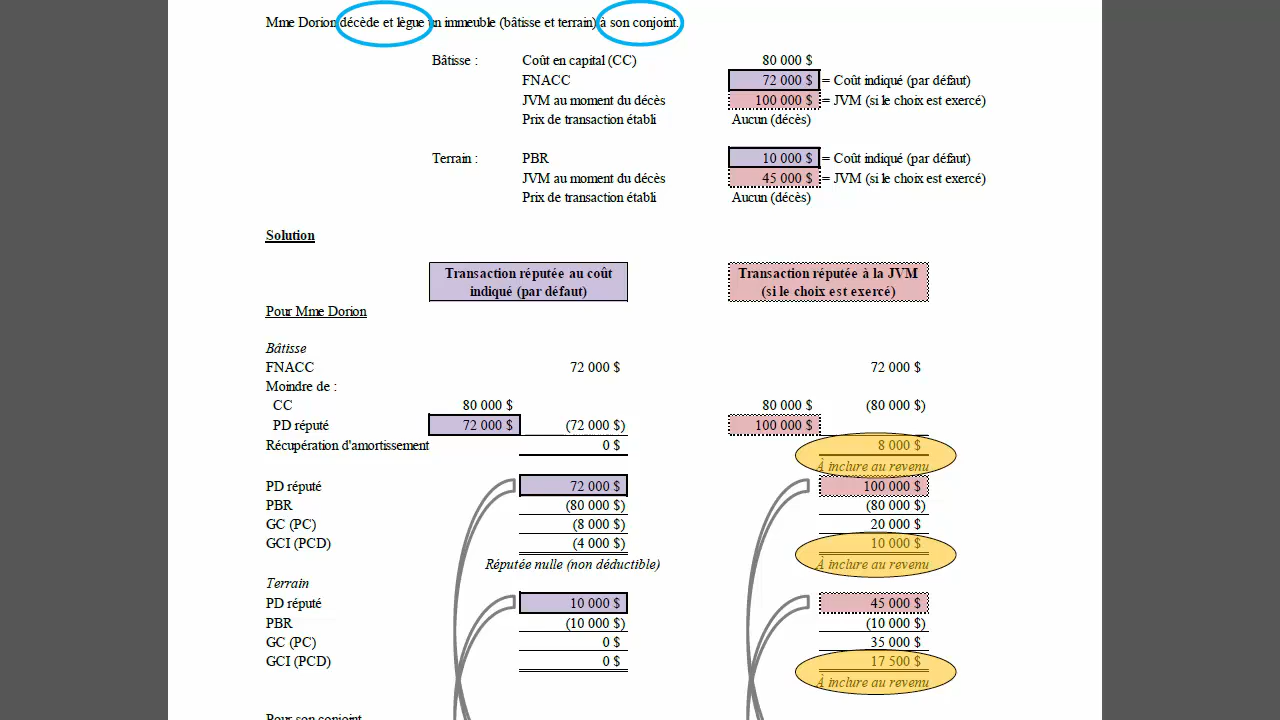 Mme Dorion décède et lègue un immeuble (bâtisse et terrain) à son conjoint.
Bâtisse : Coût en capital (CC) 80 000 $
FNACC 72 000 $ = Coût indiqué (par défaut)
JVM au moment du décès 100 000 $ = JVM (si le choix est exercé)
Prix de transaction établi Aucun (décès)
Terrain : PBR 10 000 $ = Coût indiqué (par défaut)
JVM au moment du décès 45 000 $ = JVM (si le choix est exercé)
Prix de transaction établi Aucun (décès)
Solution
Transaction réputée au coût Transaction réputée à la JVM
indiqué (par défaut) (si le choix est exercé)
Pour Mme Dorion
Bâtisse
FNACC 72 000 $ 72 000 $
Moindre de :
CC 80 000 $ 80 000 $ (80 000 $)
PD réputé 72 000 $ (72 000 $) 100 000 $
Récupération d'amortissement 0 $ 8 000 $
À inclure au revenu
PD réputé 72 000 $ 100 000 $
PBR (80 000 $) (80 000 $)
GC (PC) (8 000 $) 20 000 $
GCI (PCD) (4 000 $) 10 000 $
Réputée nulle (non déductible) À inclure au revenu
Terrain
PD réputé 10 000 $ 45 000 $
PBR (10 000 $) (10 000 $)
GC (PC) 0 $ 35 000 $
GCI (PCD) 0 $ 17 500 $
À inclure au revenu
Pour son conjoint